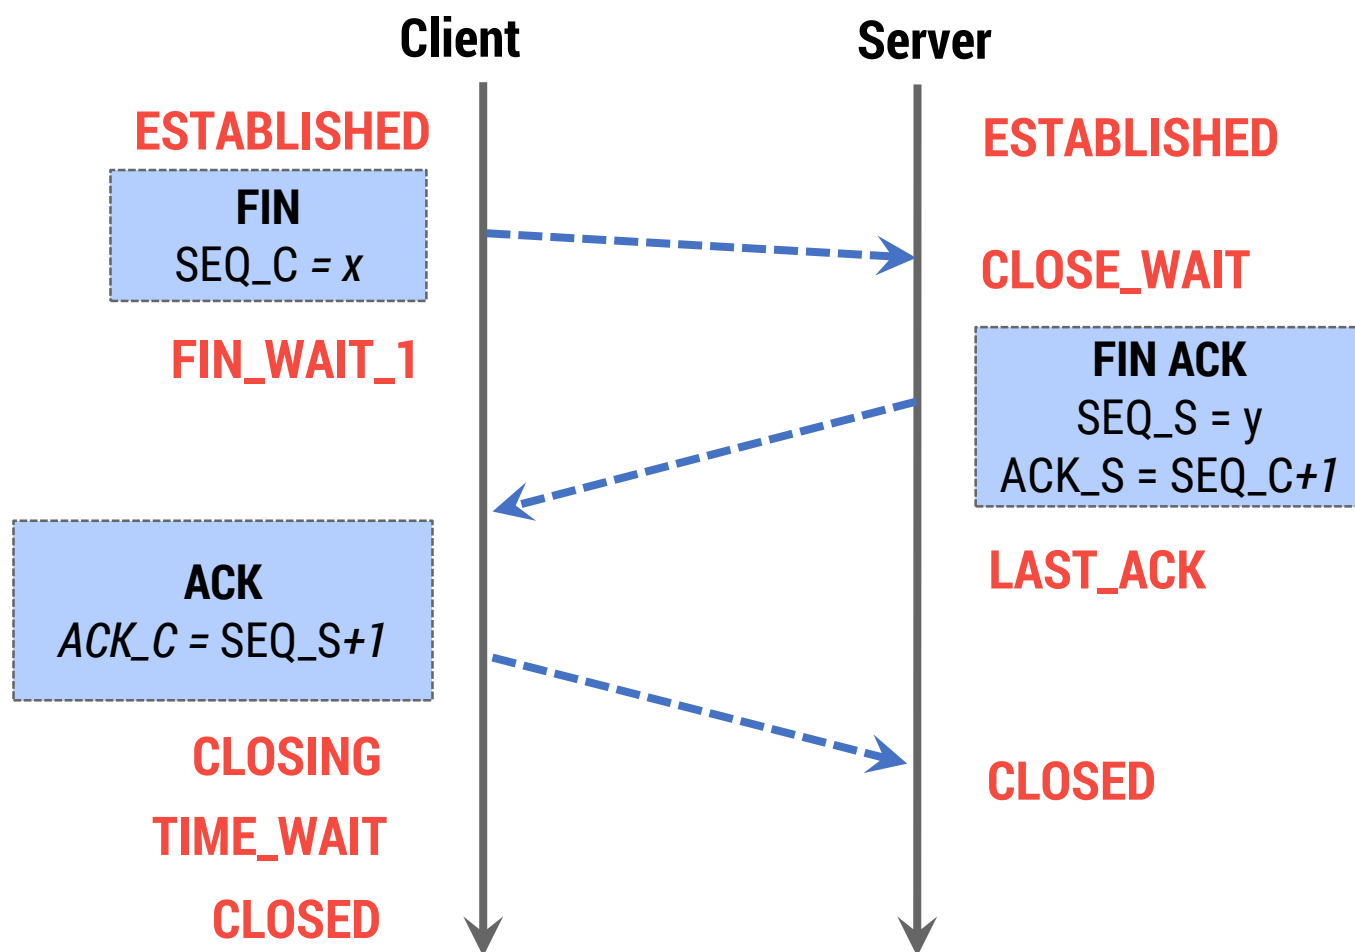 Client
Server
ESTABLISHED
ESTABLISHED
FIN
SEQ_C = x
CLOSE_WAIT
FIN_WAIT_1
FIN ACK
SEQ_S = y
ACK_S = SEQ_C+1
ACK
ACK_C = SEQ_S+1
LAST_ACK
CLOSING
CLOSED
TIME_WAIT
CLOSED